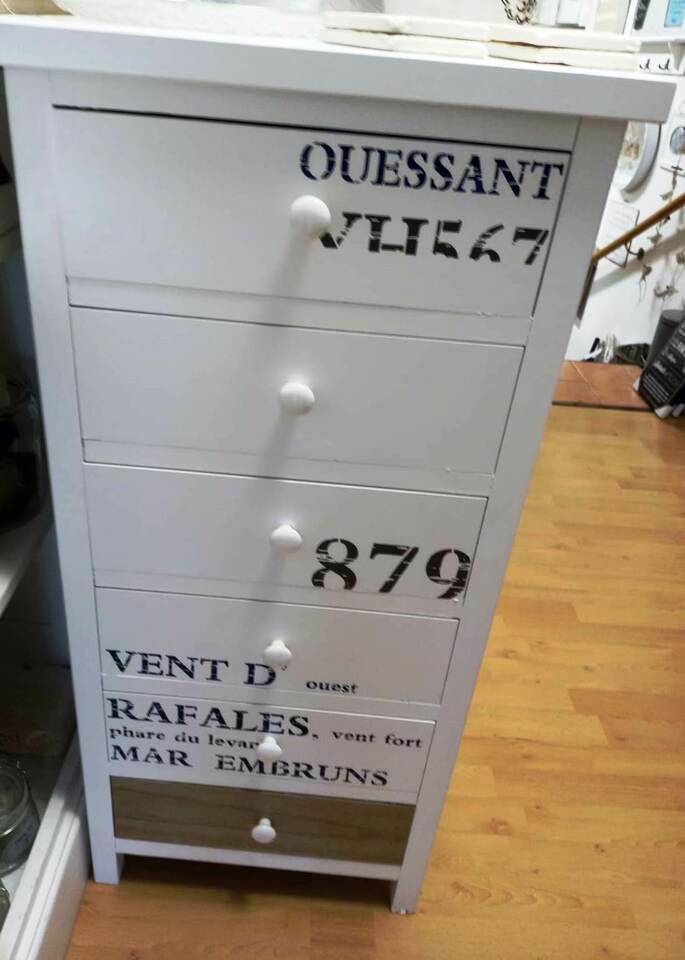 OUESSANT
VH567
879
VENT D' ouest
RAFALES. vent fort
phare du levant
MAR EMBRUNS